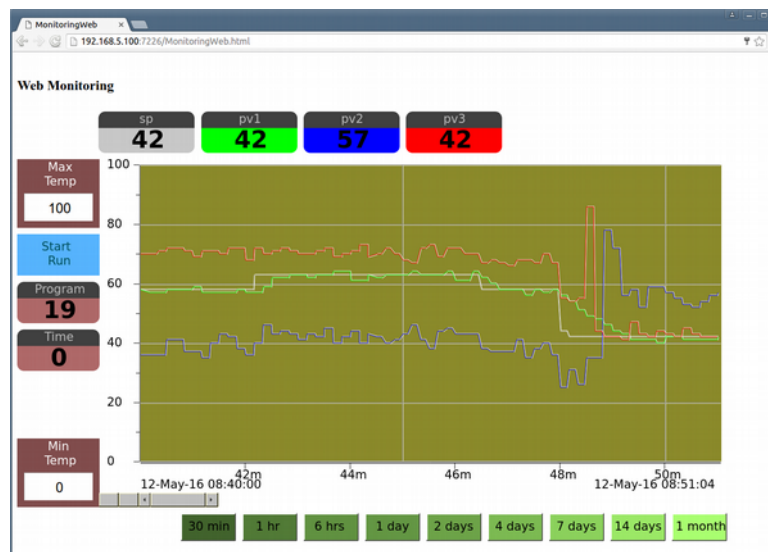 MonitoringWeb
192.168.5.100:7226/MonitoringWeb.html
Web Monitoring
sp pv1 pv2 pv3
42 42 57 42
Max
Temp
100
Start
Run
Program
19
Time
0
Min
Temp
0
100
80
60
40
20
0
42m 44m 46m 48m 50m
12-May-16 08:40:00 12-May-16 08:51:04
30 min 1 hr 6 hrs 1 day 2 days 4 days 7 days 14 days 1 month